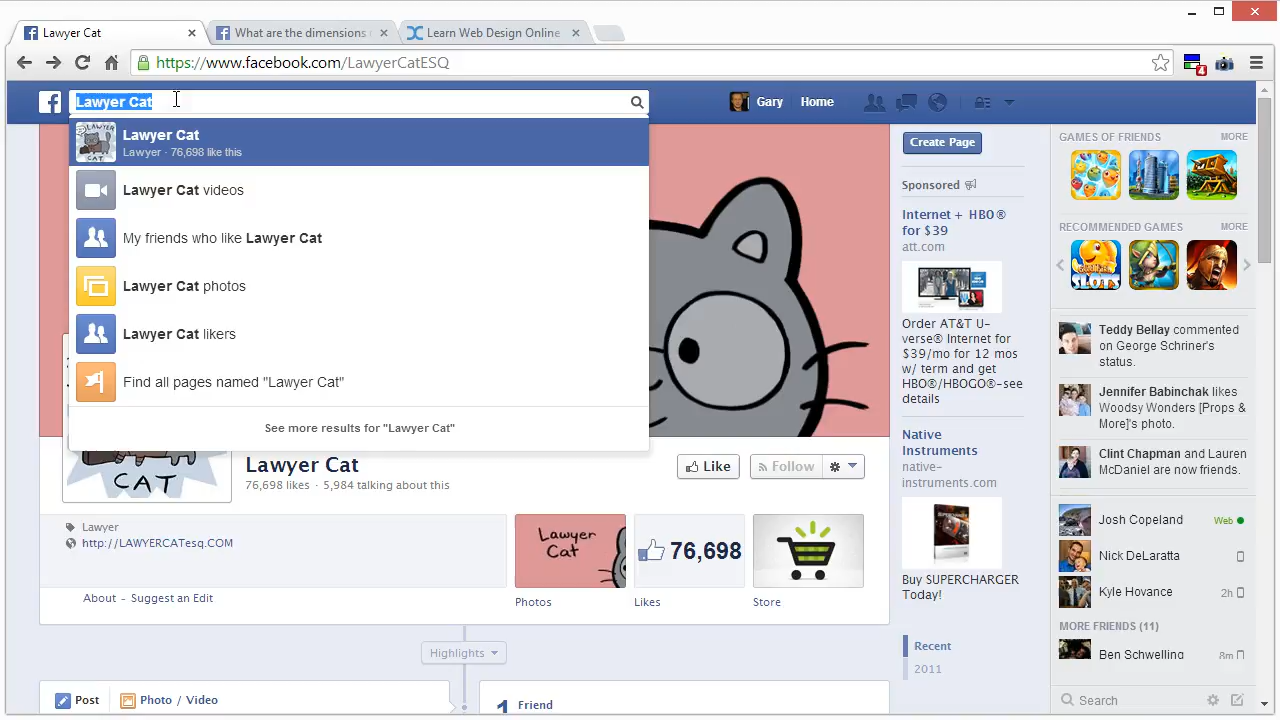 Lawyer Cat
What are the dimensions
Learn Web Design Online
https://www.facebook.com/LawyerCatESQ
4
Lawyer Cat
Gary
Home
Lawyer Cat
Lawyer · 76,698 like this
Lawyer Cat videos
My friends who like Lawyer Cat
Lawyer Cat photos
Lawyer Cat likers
Find all pages named "Lawyer Cat"
See more results for "Lawyer Cat"
CAT
Lawyer Cat
76,698 likes · 5,984 talking about this
Like
Follow
Lawyer
http://LAWYERCATesq.COM
About – Suggest an Edit
Lawyer
Cat
Photos
76,698
Likes
Store
Highlights
Post
Photo / Video
1
Friend
Create Page
Sponsored
Internet + HBO®
for $39
att.com
Order AT&T U-
verse® Internet for
$39/mo for 12 mos
w/ term and get
HBO®/HBOGO®–see
details
Native
Instruments
native-
instruments.com
Buy SUPERCHARGER
Today!
Recent
2011
GAMES OF FRIENDS
MORE
RECOMMENDED GAMES
MORE
SLOT
Teddy Bellay commented
on George Schriner's
status.
Jennifer Babinchak likes
Woodsy Wonders [Props &
More]'s photo.
Clint Chapman and Lauren
McDaniel are now friends.
Josh Copeland
Web
Nick DeLaratta
Kyle Hovance
2h
MORE FRIENDS (11)
Ben Schwelling
8m
Search